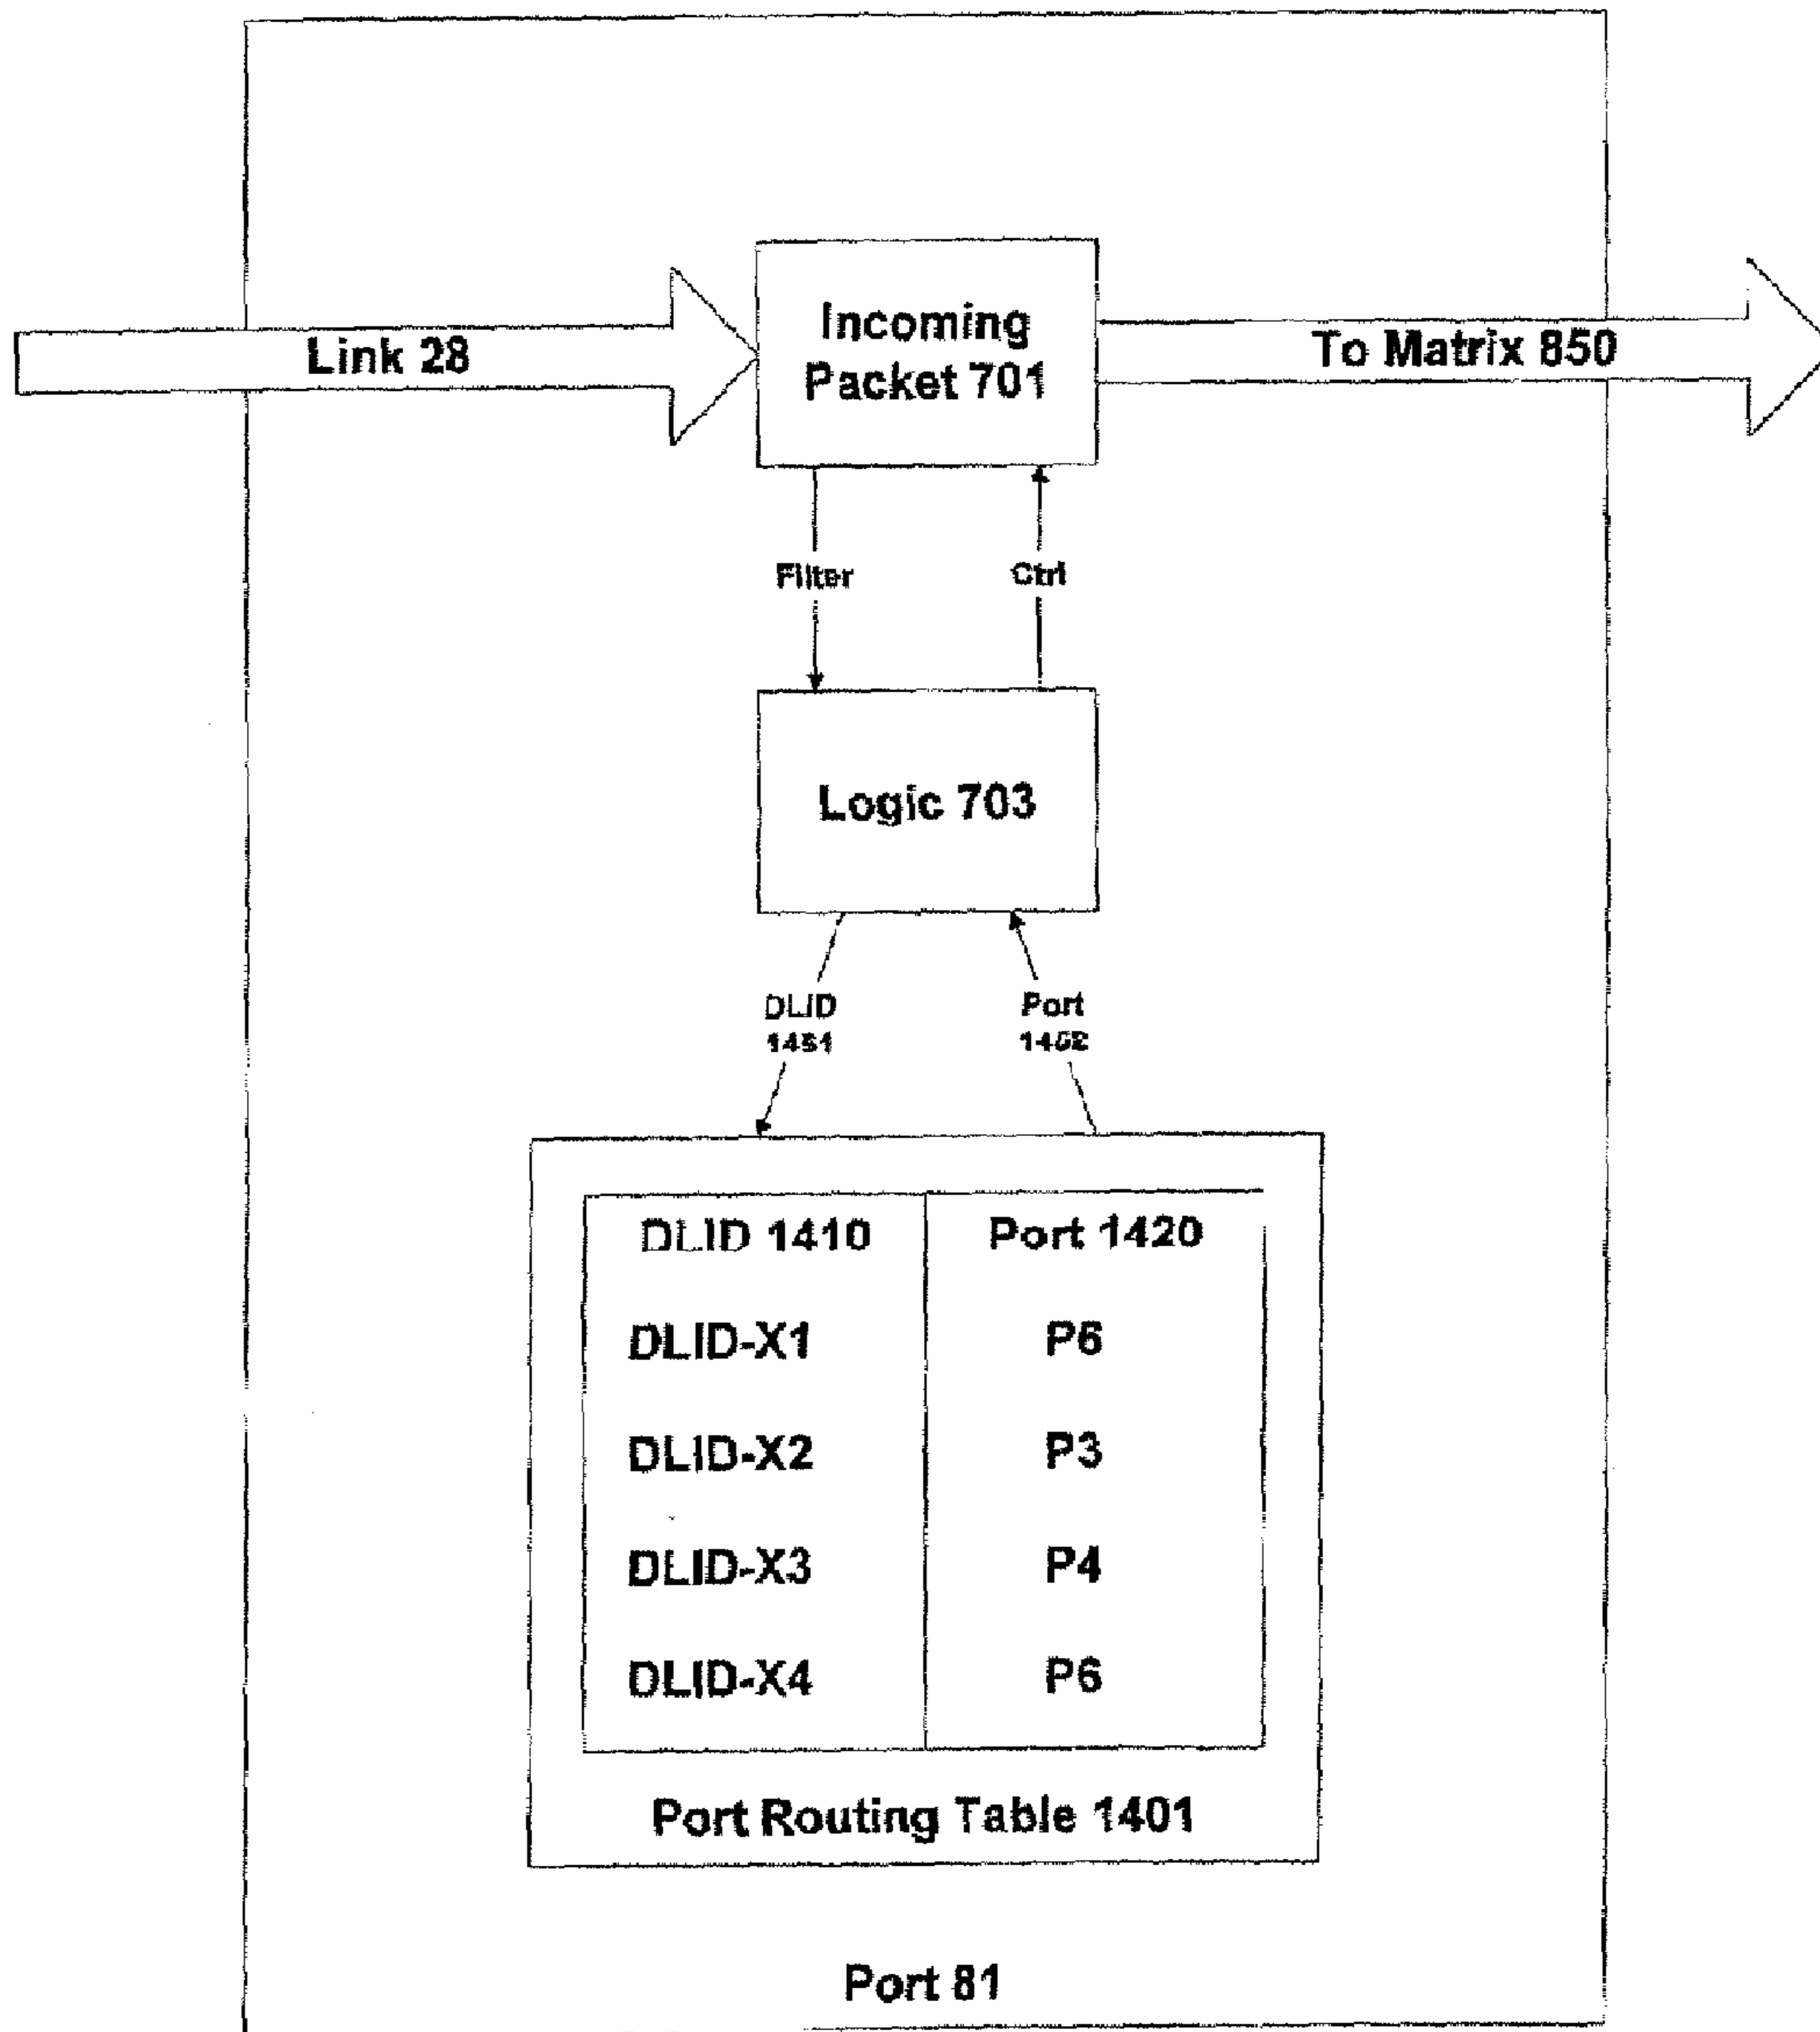 Incoming
Packet 701
Link 28
To Matrix 850
Filter
Ctrl
Logic 703
DLID
1451
Port
1452
DLID 1410
Port 1420
DLID-X1
P6
DLID-X2
P3
DLID-X3
P4
DLID-X4
P6
Port Routing Table 1401
Port 81